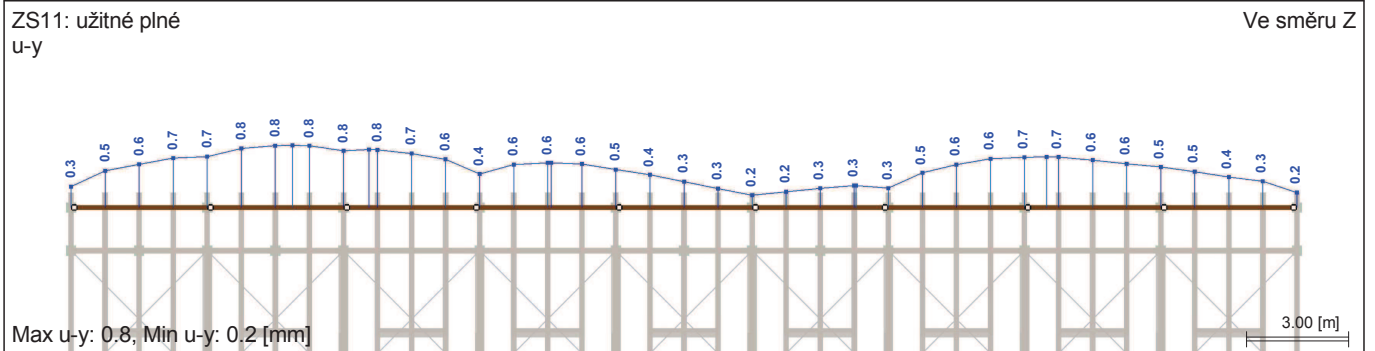 ZS11: užitné plné
Ve směru Z
u-y
0.3 0.5 0.6 0.7 0.7 0.8 0.8 0.8 0.8 0.8 0.7 0.6 0.4 0.6 0.6 0.6 0.5 0.4 0.3 0.3 0.2 0.2 0.3 0.3 0.3 0.5 0.6 0.6 0.7 0.7 0.6 0.6 0.5 0.5 0.4 0.3 0.2
Max u-y: 0.8, Min u-y: 0.2 [mm]
3.00 [m]